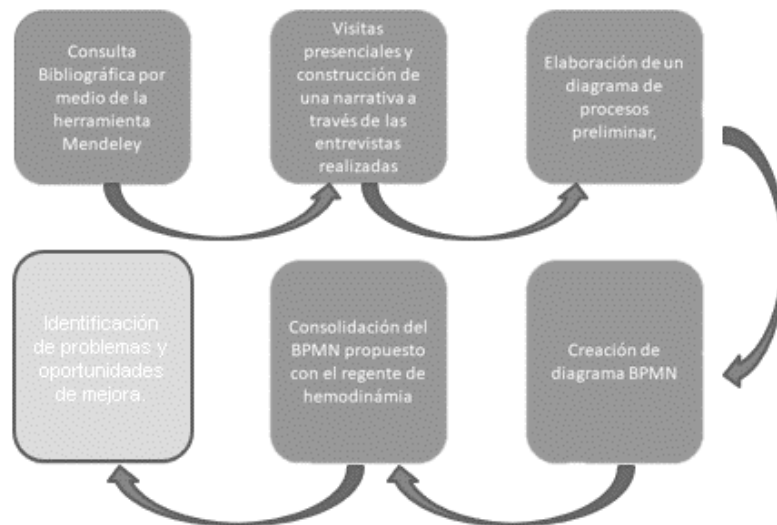 Consulta
Bibliográfica por
medio de la
herramienta
Mendeley
Visitas
presenciales y
construcción de
una narrativa a
través de las
entrevistas
realizadas
Elaboración de un
diagrama de
procesos
preliminar,
Creación de
diagrama BPMN
Consolidación del
BPMN propuesto
con el regente de
hemodinámia
Identificación
de problemas y
oportunidades
de mejora.